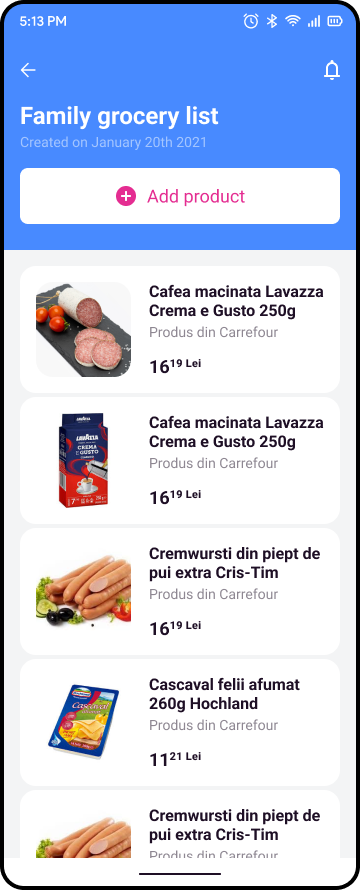 5:13 PM
Family grocery list
Created on January 20th 2021
Add product
Cafea macinata Lavazza
Crema e Gusto 250g
Produs din Carrefour
16 19 Lei
LAVAZZA
CREMA
E GUSTO
Cafea macinata Lavazza
Crema e Gusto 250g
Produs din Carrefour
16 19 Lei
Cremwursti din piept de
pui extra Cris-Tim
Produs din Carrefour
16 19 Lei
Hochland
Cascaval
Cascaval felii afumat
260g Hochland
Produs din Carrefour
11 21 Lei
Cremwursti din piept de
pui extra Cris-Tim
Produs din Carrefour